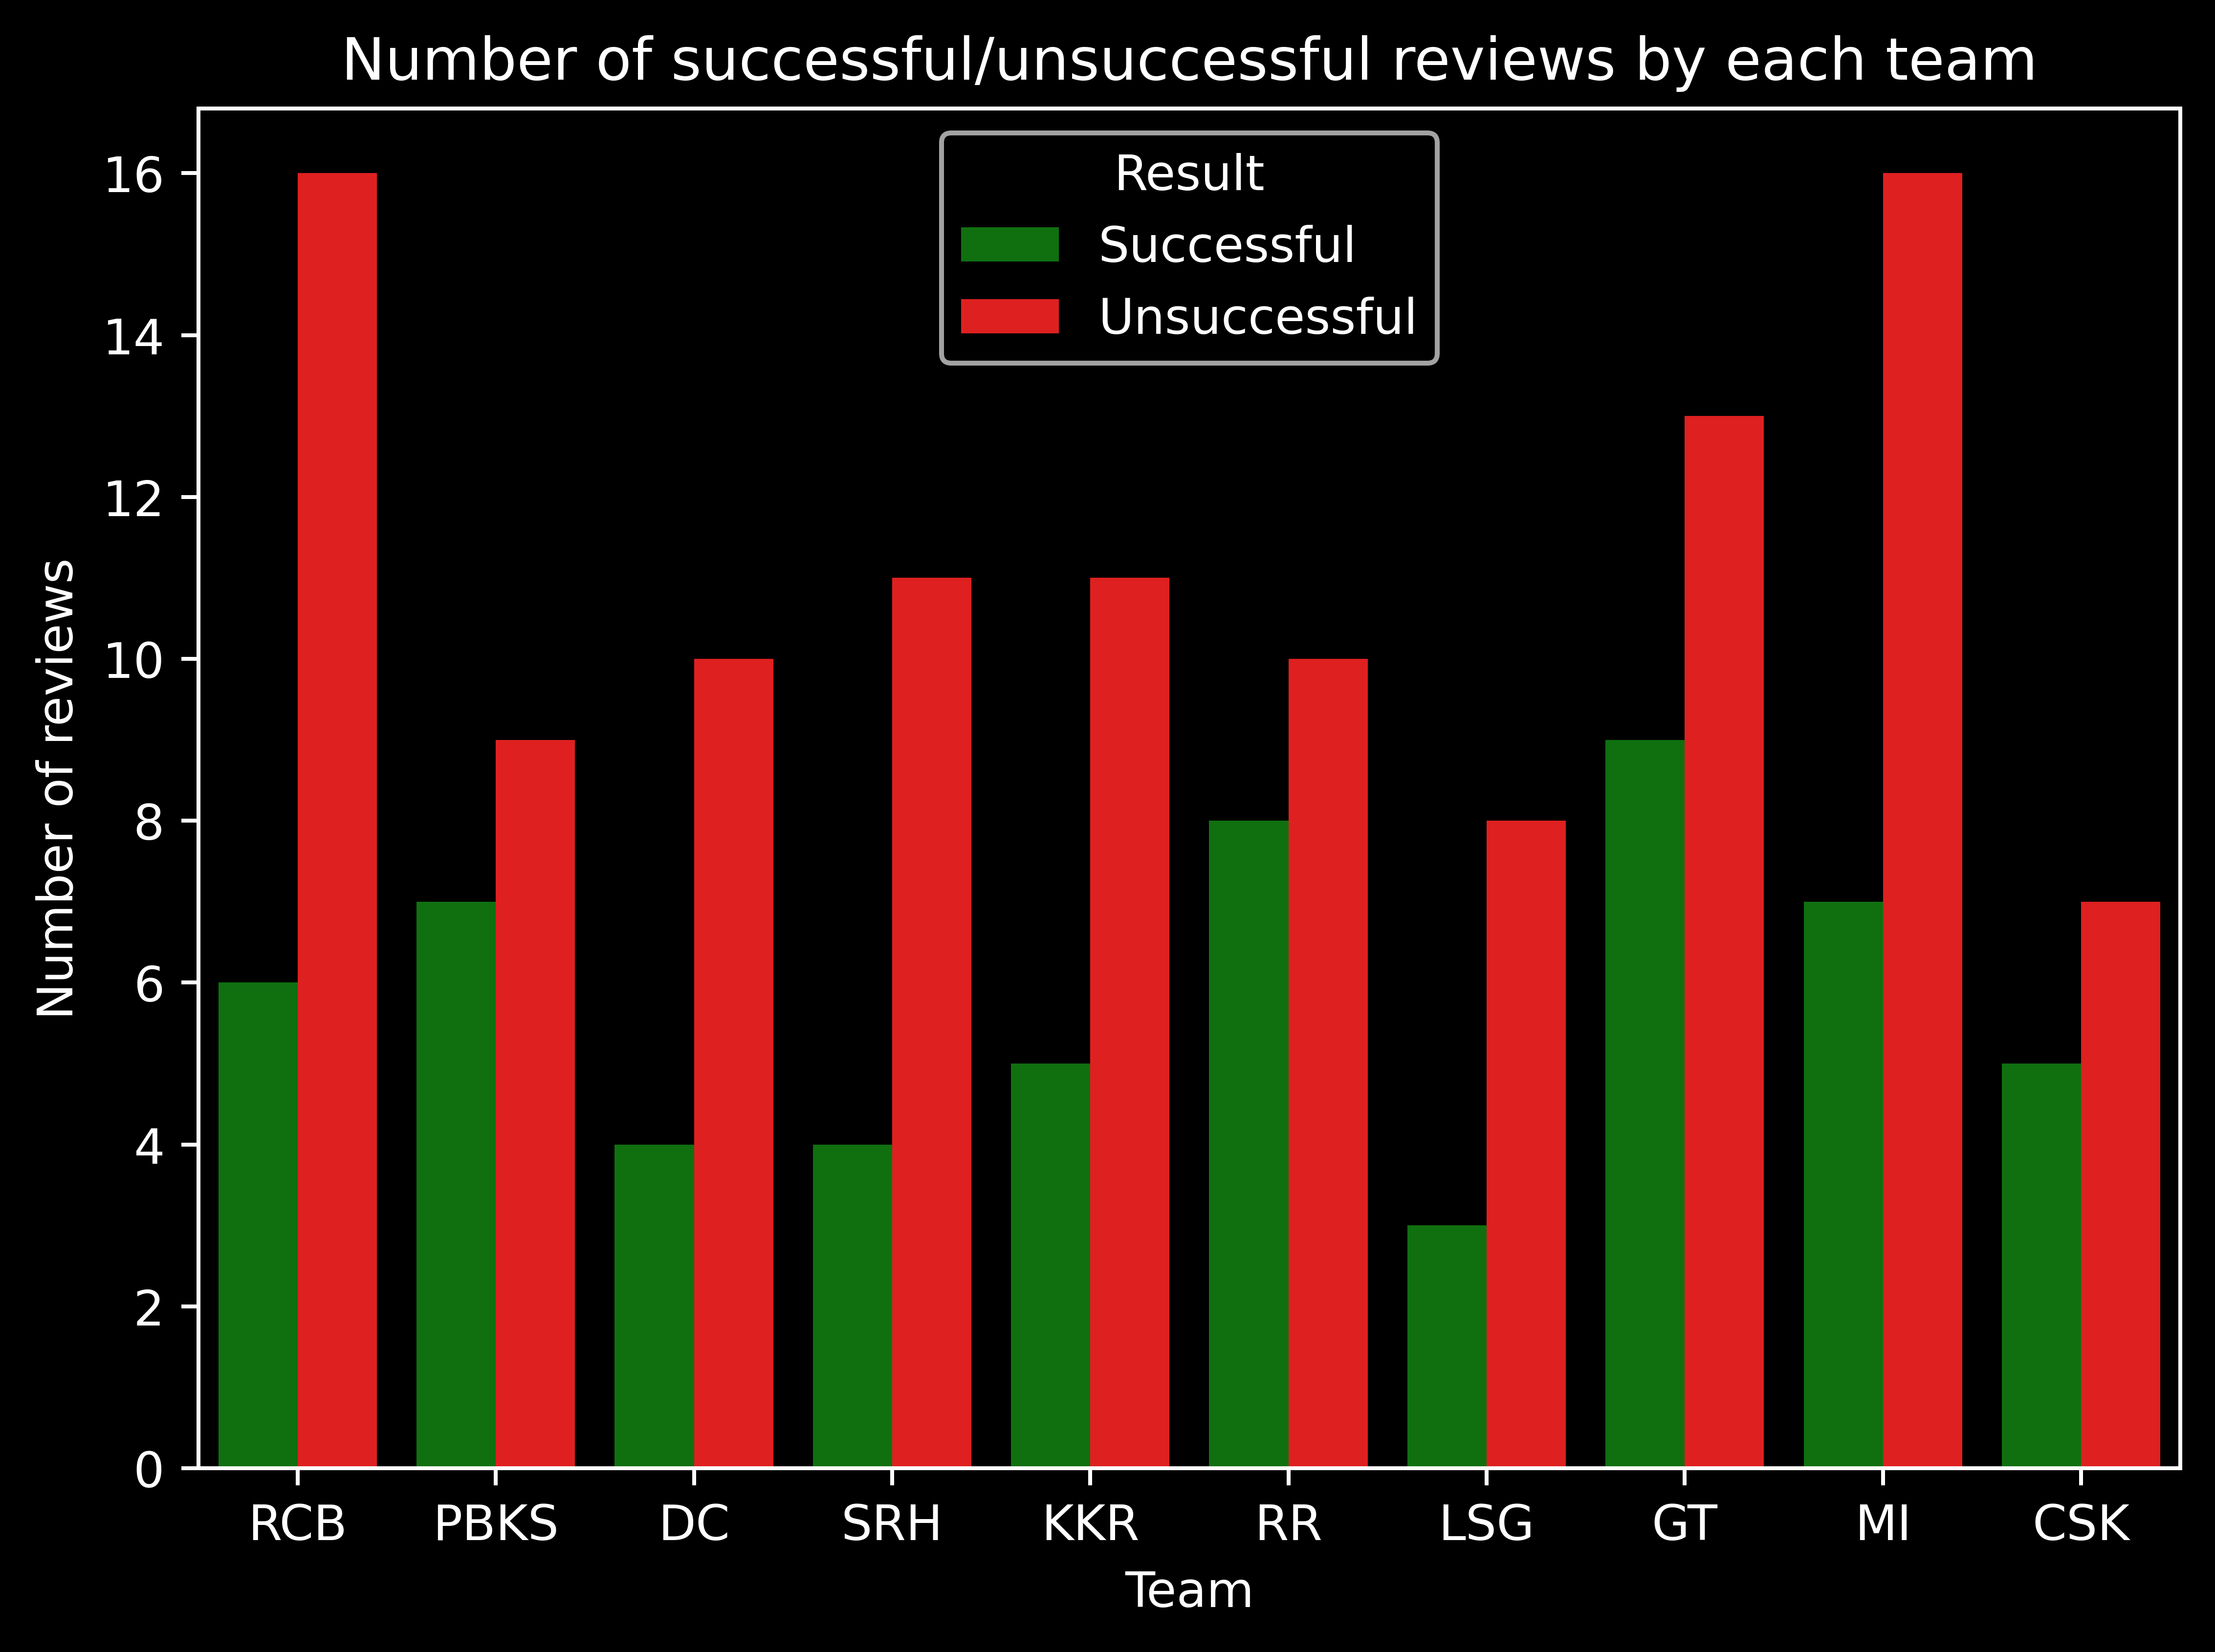 Number of successful/unsuccessful reviews by each team
Result
Successful
Unsuccessful
Number of reviews
16
14
12
10
8
6
4
2
0
RCB PBKS DC SRH KKR RR LSG GT MI CSK
Team